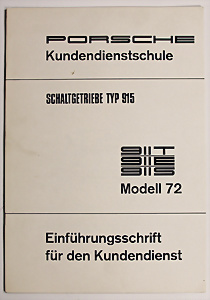 PORSCHE
Kundendienstschule
SCHALTGETRIEBE TYP 915
911T
911E
911S
Modell 72
Einführungsschrift
für den Kundendienst